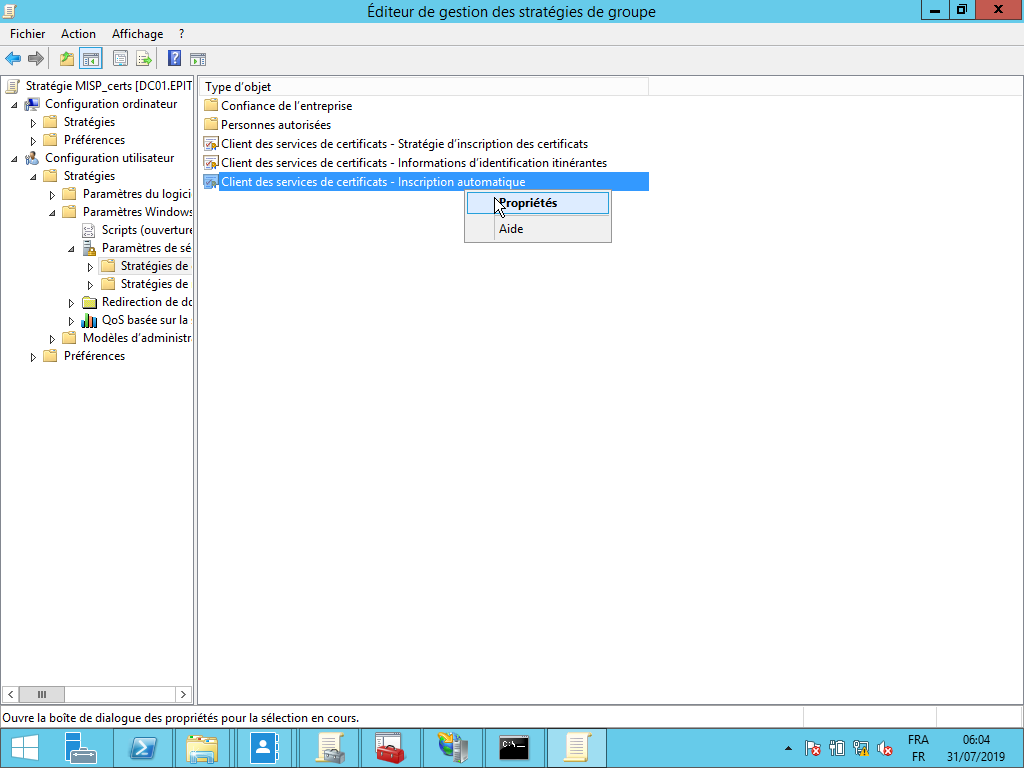 Éditeur de gestion des stratégies de groupe
Fichier Action Affichage ?
Stratégie MISP_certs [DC01.EPIT
Configuration ordinateur
Stratégies
Préférences
Configuration utilisateur
Stratégies
Paramètres du logici
Paramètres Windows
Scripts (ouverture
Paramètres de sé
Stratégies de
Stratégies de
Redirection de do
QoS basée sur la
Modèles d'administr
Préférences
Type d'objet
Confiance de l'entreprise
Personnes autorisées
Client des services de certificats - Stratégie d'inscription des certificats
Client des services de certificats - Informations d'identification itinérantes
Client des services de certificats - Inscription automatique
Propriétés
Aide
Ouvre la boîte de dialogue des propriétés pour la sélection en cours.
FRA 06:04
FR 31/07/2019